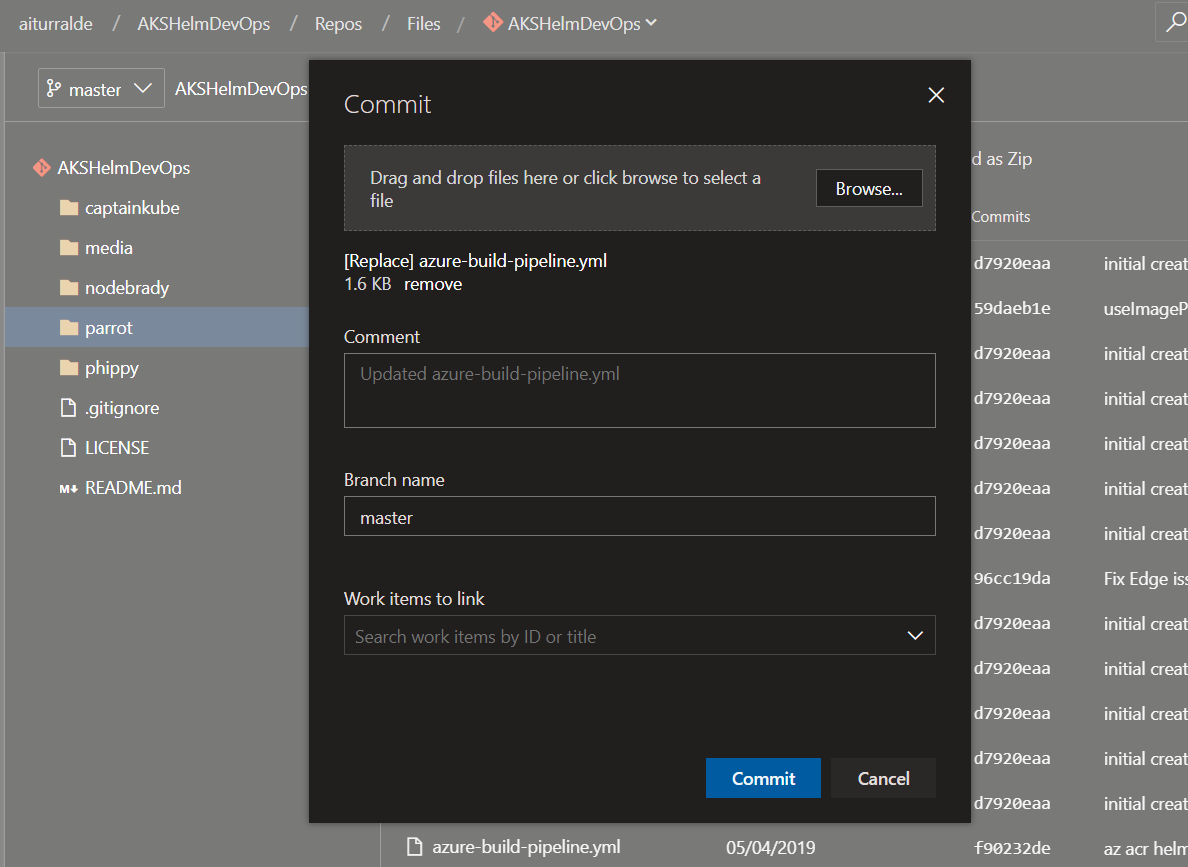 aiturralde / AKSHelmDevOps / Repos / Files / AKSHelmDevOps
master AKSHelmDevOps
AKSHelmDevOps
captainkube
media
nodebrady
parrot
phippy
.gitignore
LICENSE
M↓ README.md
Commit
Drag and drop files here or click browse to select a
file
Browse...
[Replace] azure-build-pipeline.yml
1.6 KB remove
Comment
Updated azure-build-pipeline.yml
Branch name
master
Work items to link
Search work items by ID or title
Commit Cancel
d as Zip
Commits
d7920eaa initial creat
59daeb1e useImageP
d7920eaa initial creat
d7920eaa initial creat
d7920eaa initial creat
d7920eaa initial creat
d7920eaa initial creat
96cc19da Fix Edge iss
d7920eaa initial creat
d7920eaa initial creat
d7920eaa initial creat
d7920eaa initial creat
d7920eaa initial creat
azure-build-pipeline.yml 05/04/2019 f90232de az acr helm